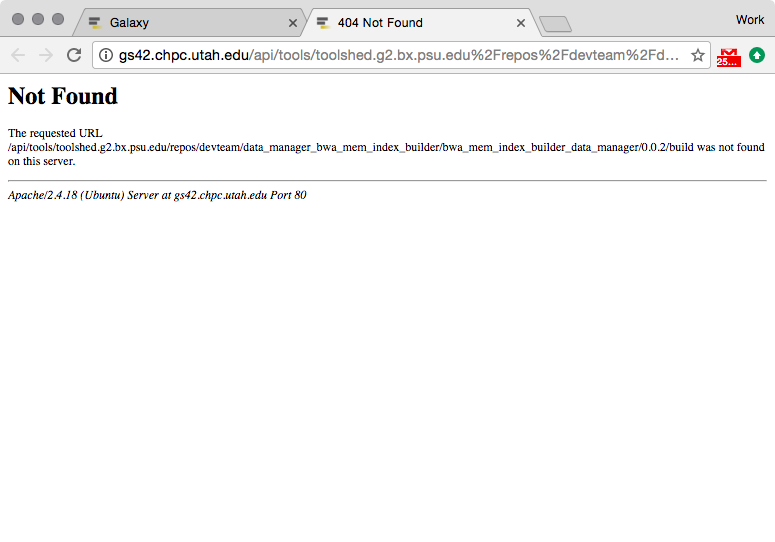 Galaxy
404 Not Found
Work
gs42.chpc.utah.edu/api/tools/toolshed.g2.bx.psu.edu%2Frepos%2Fdevteam%2Fd...
25...
Not Found
The requested URL
/api/tools/toolshed.g2.bx.psu.edu/repos/devteam/data_manager_bwa_mem_index_builder/bwa_mem_index_builder_data_manager/0.0.2/build was not found
on this server.
Apache/2.4.18 (Ubuntu) Server at gs42.chpc.utah.edu Port 80